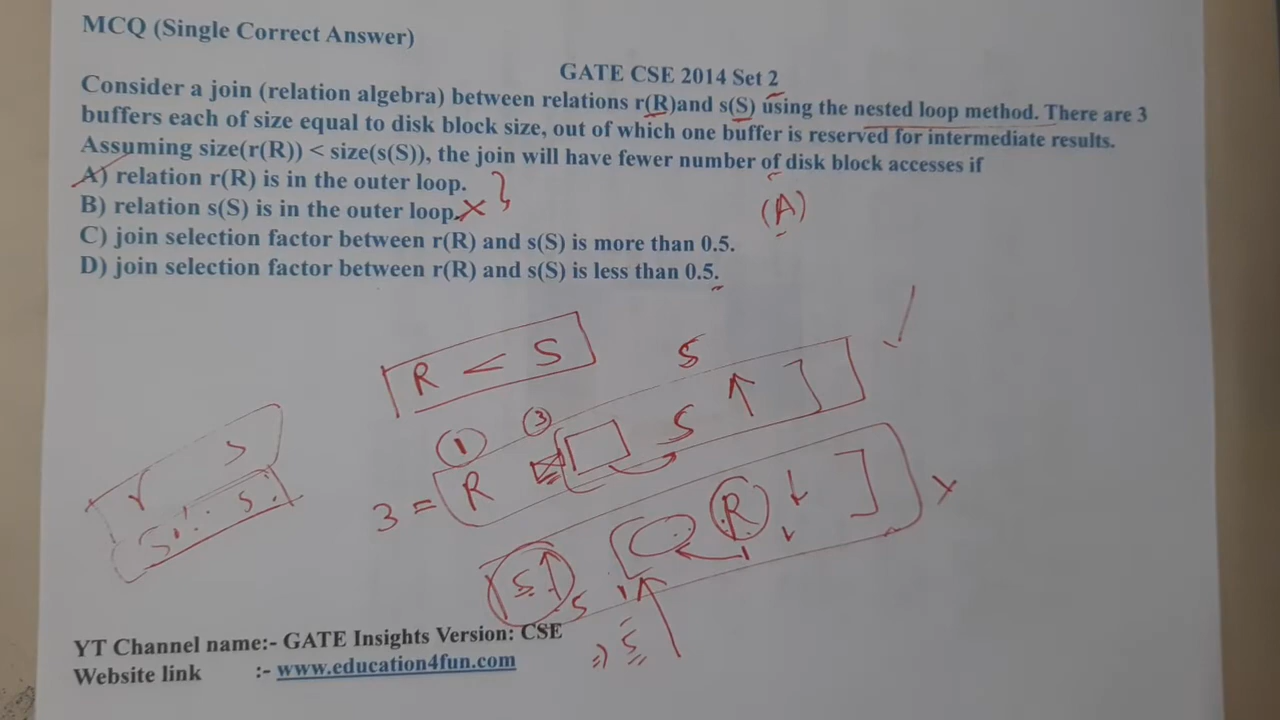 MCQ (Single Correct Answer)
GATE CSE 2014 Set 2
Consider a join (relation algebra) between relations r(R)and s(S) using the nested loop method. There are 3
buffers each of size equal to disk block size, out of which one buffer is reserved for intermediate results.
Assuming size(r(R)) < size(s(S)), the join will have fewer number of disk block accesses if
A) relation r(R) is in the outer loop.
B) relation s(S) is in the outer loop.
(A)
C) join selection factor between r(R) and s(S) is more than 0.5.
D) join selection factor between r(R) and s(S) is less than 0.5.
R < S
S
1
3
3 = R
S
r s
R
S
S
S
YT Channel name:- GATE Insights Version: CSE
Website link :- www.education4fun.com